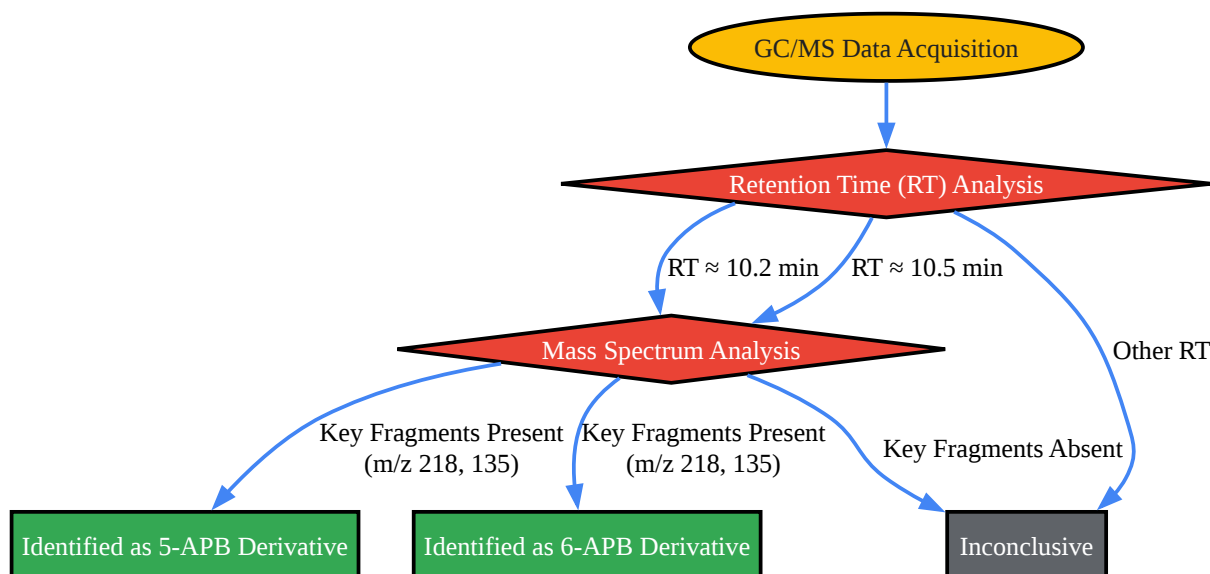 GC/MS Data Acquisition
Retention Time (RT) Analysis
RT ≈ 10.2 min
RT ≈ 10.5 min
Mass Spectrum Analysis
Other RT
Key Fragments Present
(m/z 218, 135)
Key Fragments Present
(m/z 218, 135)
Key Fragments Absent
Identified as 5-APB Derivative
Identified as 6-APB Derivative
Inconclusive